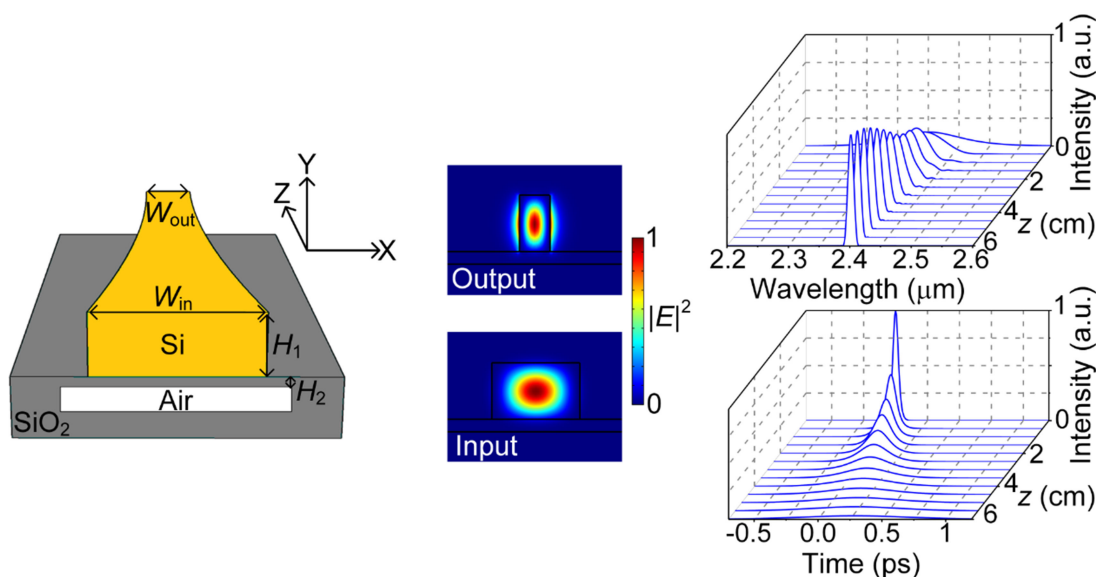 Y
Z
X
W_out
W_in
Si
H_1
H_2
Air
SiO_2
Output
Input
1
|E|^2
0
1
Intensity (a.u.)
0
2
4
z (cm)
6
2.2 2.3 2.4 2.5 2.6
Wavelength (μm)
1
Intensity (a.u.)
0
2
4
z (cm)
6
-0.5 0.0 0.5 1
Time (ps)